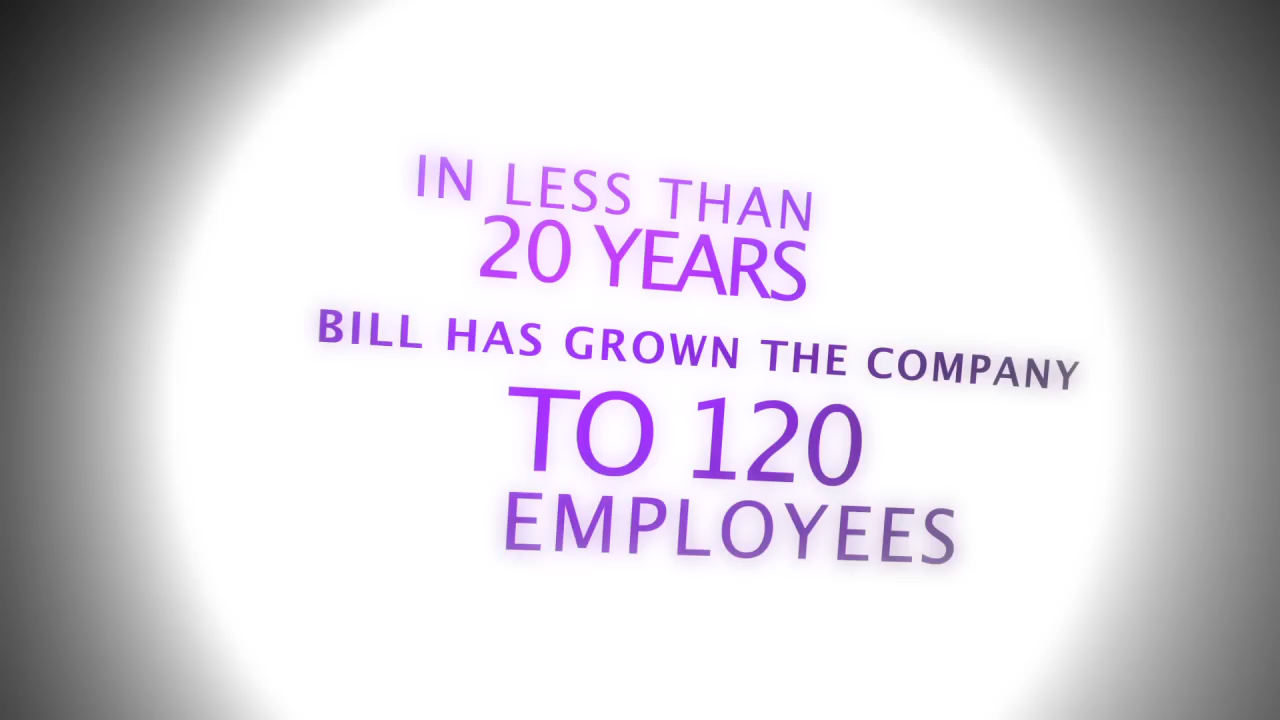 IN LESS THAN
20 YEARS
BILL HAS GROWN THE COMPANY
TO 120
EMPLOYEES